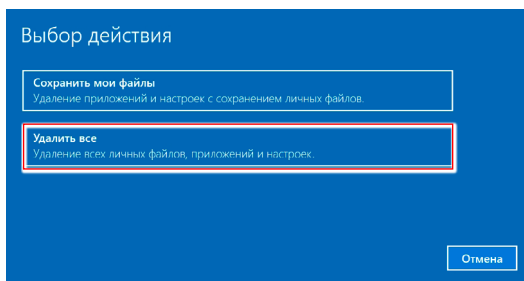 Выбор действия
Сохранить мои файлы
Удаление приложений и настроек с сохранением личных файлов.
Удалить все
Удаление всех личных файлов, приложений и настроек.
Отмена